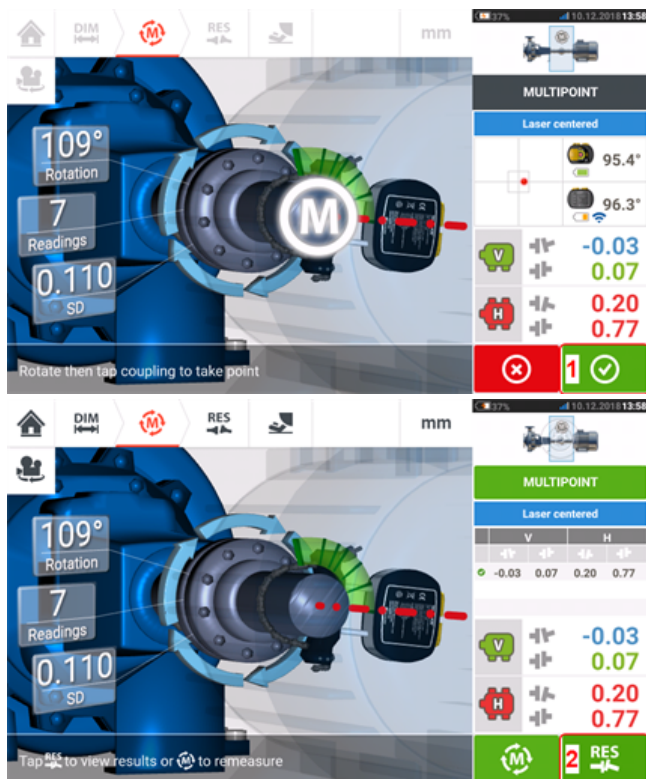 37% 10.12.2018 13:58
DIM
M
RES
mm
MULTIPOINT
Laser centered
109°
Rotation
95.4°
7
Readings
96.3°
M
0.110
SD
V
-0.03
0.07
H
0.20
0.77
Rotate then tap coupling to take point
1
37% 10.12.2018 13:58
DIM
M
RES
mm
MULTIPOINT
Laser centered
V H
-0.03 0.07 0.20 0.77
109°
Rotation
7
Readings
0.110
SD
V
-0.03
0.07
H
0.20
0.77
Tap RES to view results or M to remeasure
M
2 RES